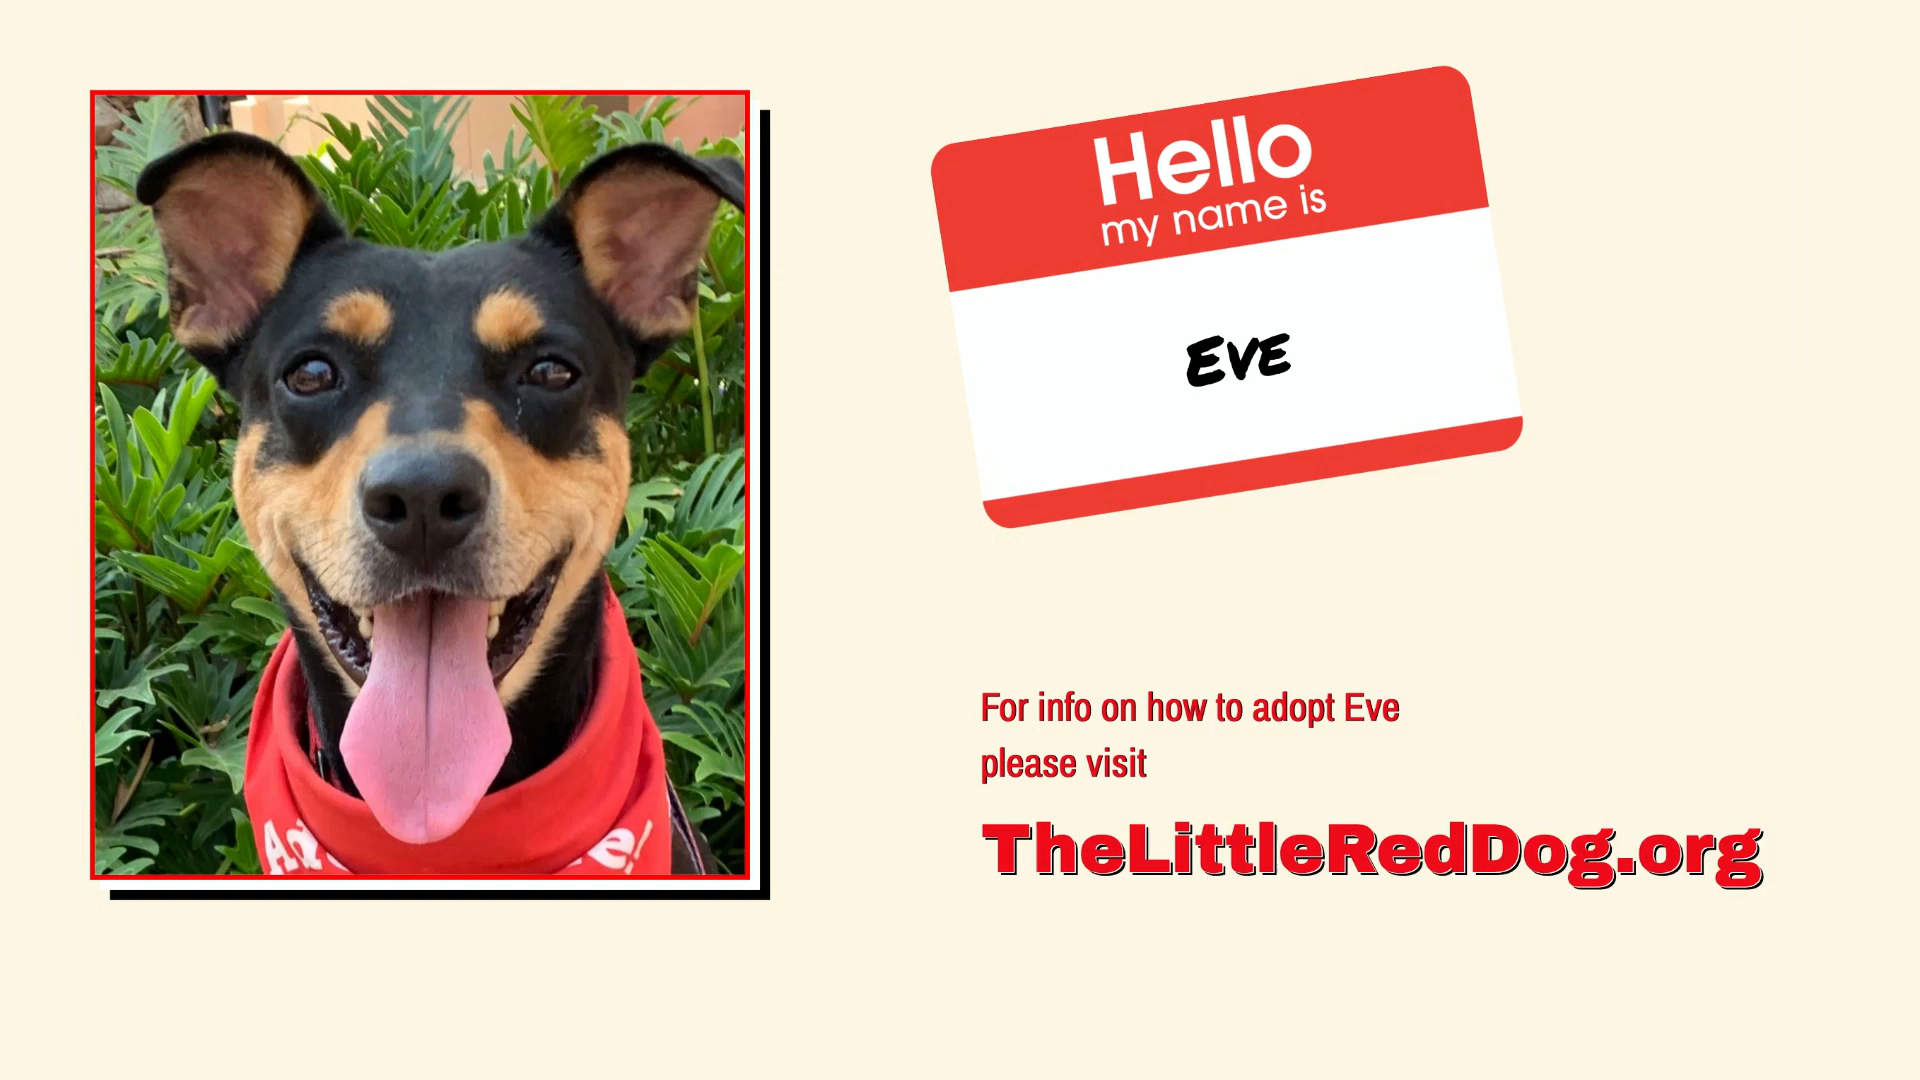 Hello
my name is
Eve
For info on how to adopt Eve
please visit
TheLittleRedDog.org